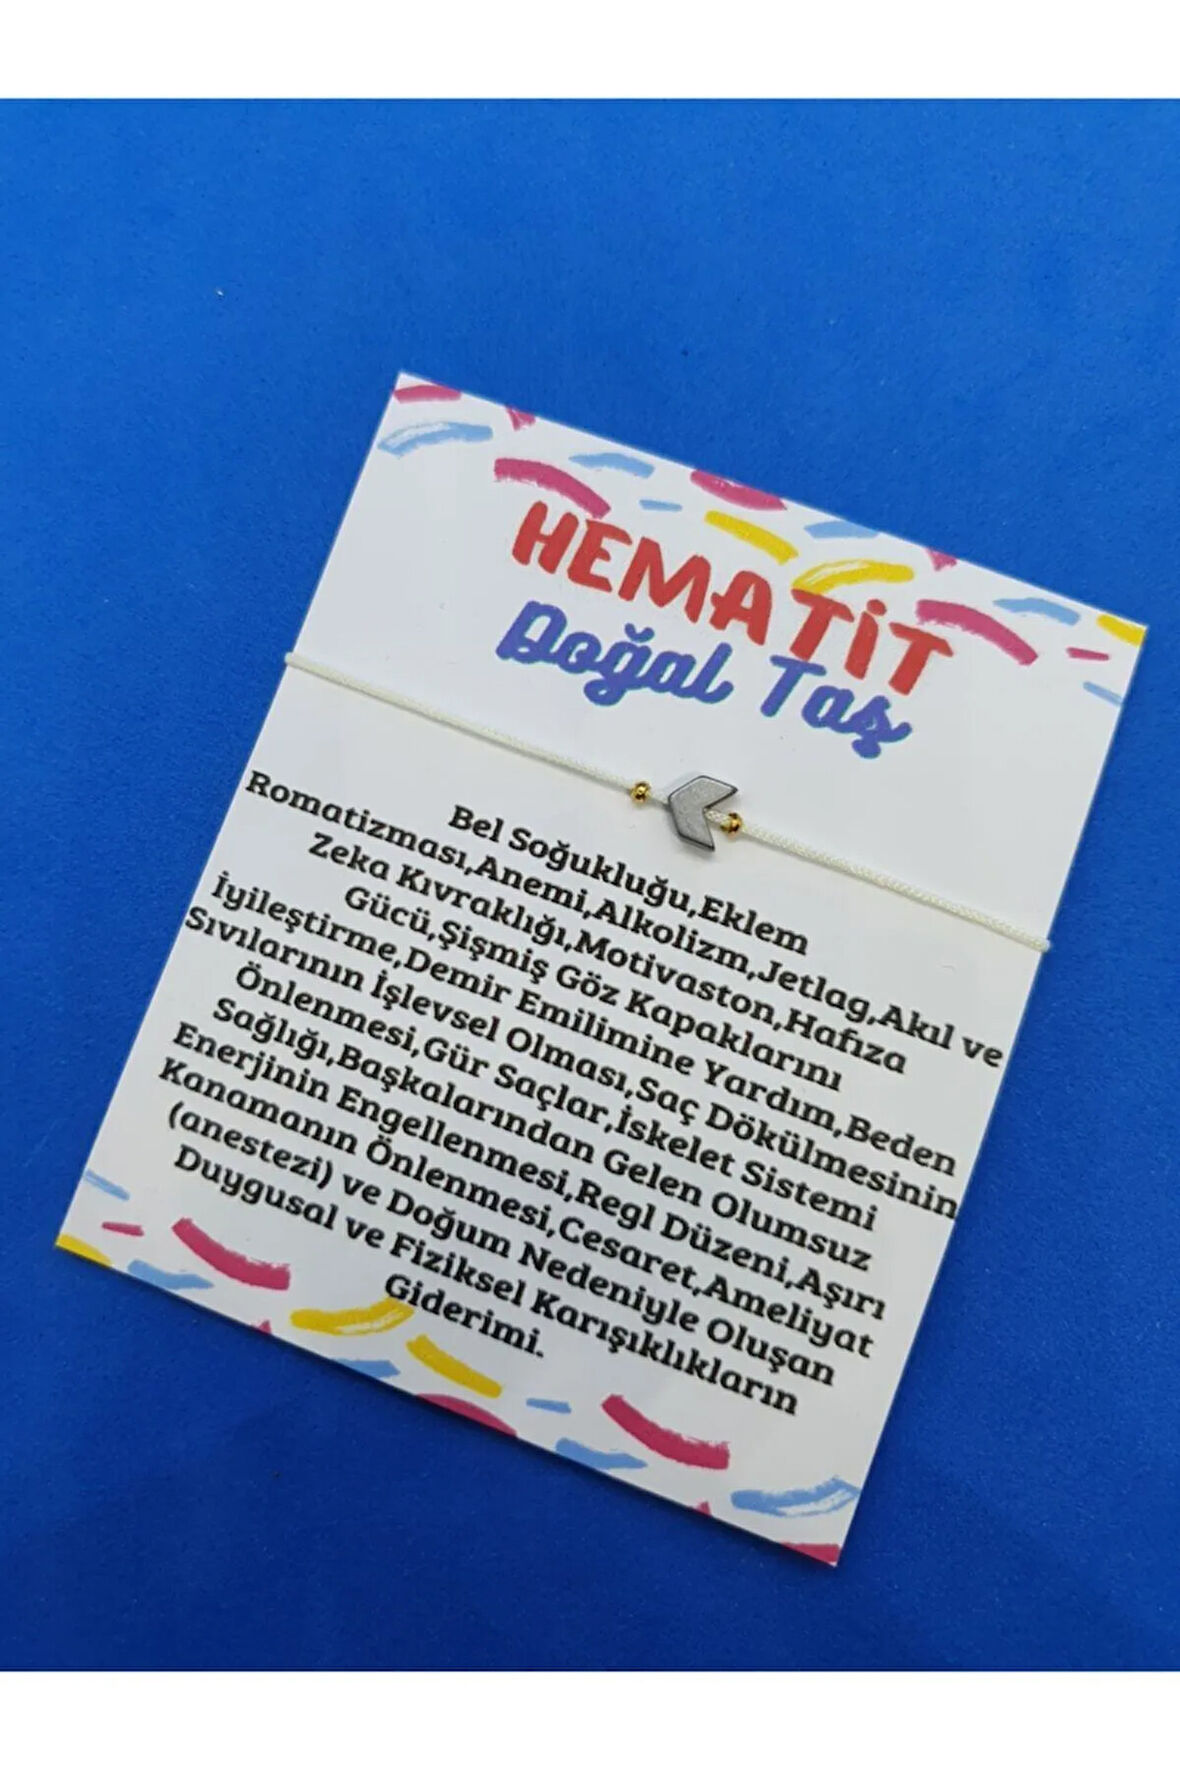 HEMATİT
Doğal Taş
Bel Soğukluğu,Eklem
Romatizması,Anemi,Alkolizm,Jetlag,Akıl ve
Zeka Kıvraklığı,Motivaston,Hafıza
Gücü,Şişmiş Göz Kapaklarını
İyileştirme,Demir Emilimine Yardım,Beden
Sıvılarının İşlevsel Olması,Saç Dökülmesinin
Önlenmesi,Gür Saçlar,İskelet Sistemi
Sağlığı,Başkalarından Gelen Olumsuz
Enerjinin Engellenmesi,Regl Düzeni,Aşırı
Kanamanın Önlenmesi,Cesaret,Ameliyat
(anestezi) ve Doğum Nedeniyle Oluşan
Duygusal ve Fiziksel Karışıklıkların
Giderimi.